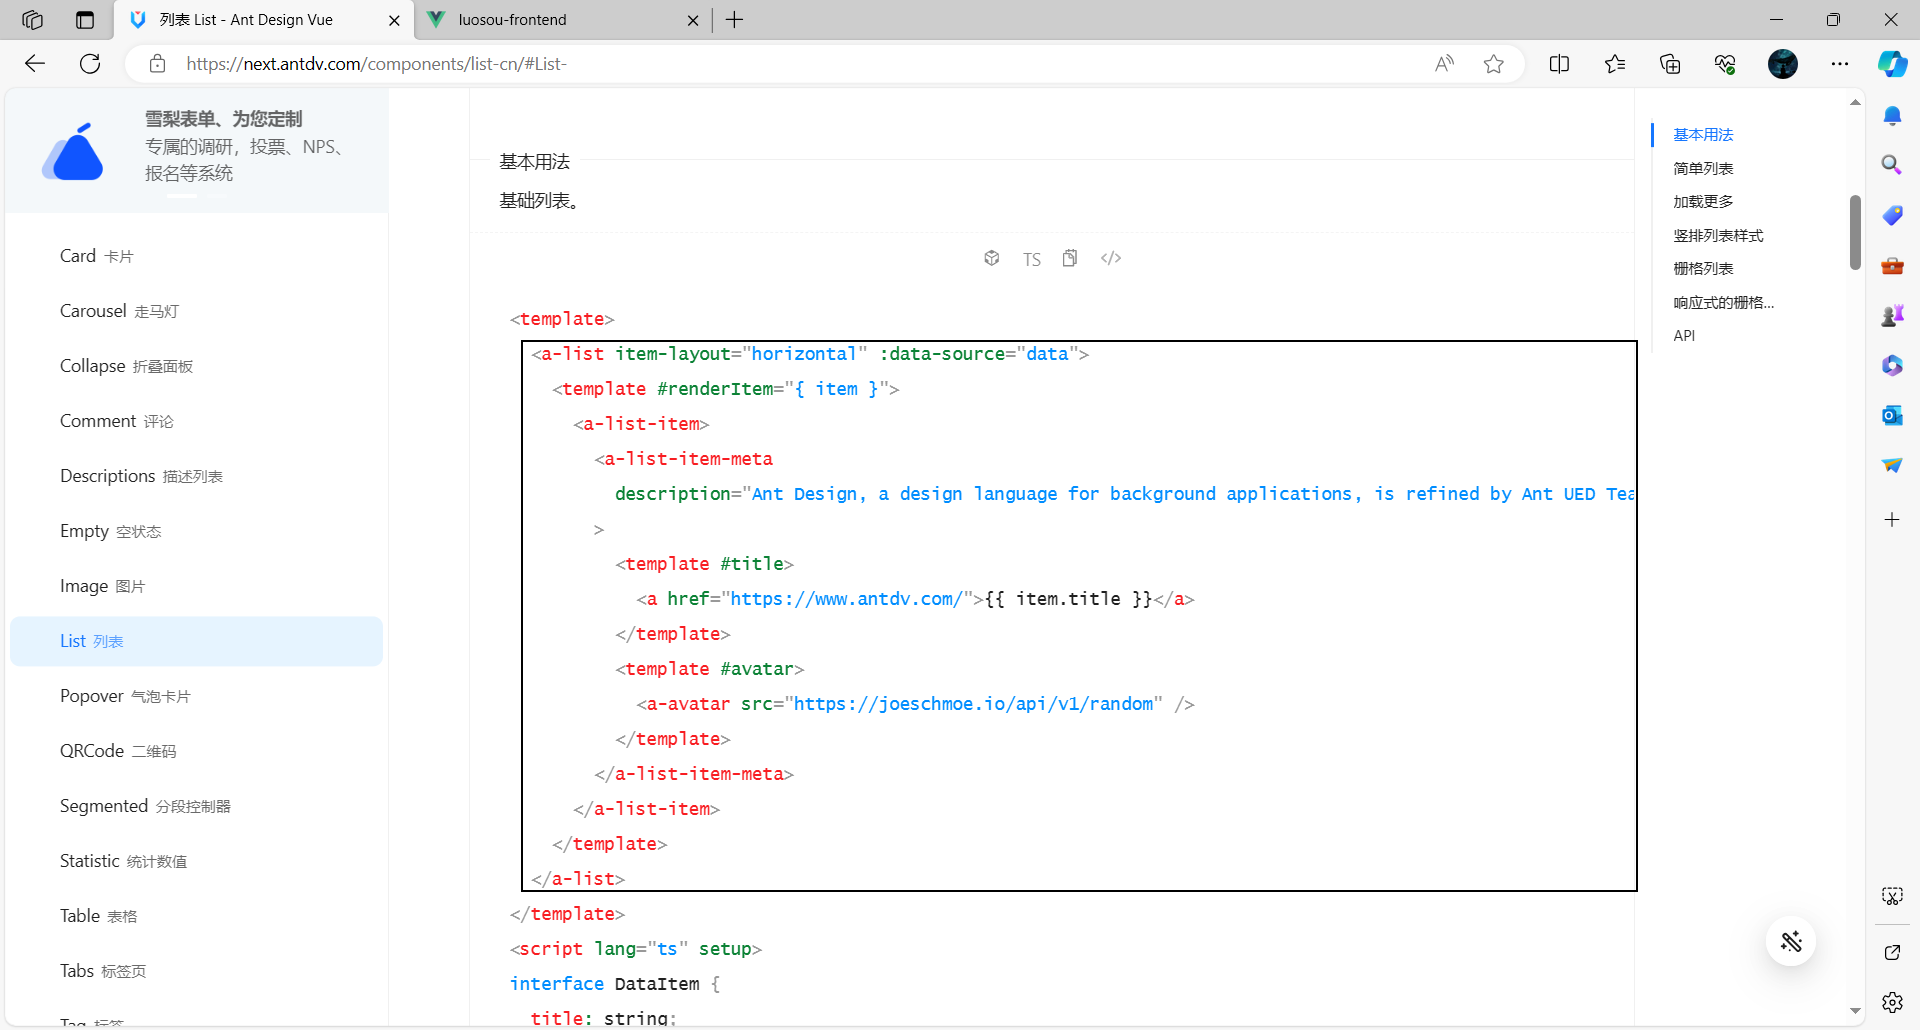 列表 List - Ant Design Vue
luosou-frontend
https://next.antdv.com/components/list-cn/#List-
雪梨表单、为您定制
专属的调研，投票、NPS、
报名等系统
Card 卡片
Carousel 走马灯
Collapse 折叠面板
Comment 评论
Descriptions 描述列表
Empty 空状态
Image 图片
List 列表
Popover 气泡卡片
QRCode 二维码
Segmented 分段控制器
Statistic 统计数值
Table 表格
Tabs 标签页
Tag 标签
基本用法
基础列表。
TS
<template>
<a-list item-layout="horizontal" :data-source="data">
<template #renderItem="{ item }">
<a-list-item>
<a-list-item-meta
description="Ant Design, a design language for background applications, is refined by Ant UED Tea
>
<template #title>
<a href="https://www.antdv.com/">{{ item.title }}</a>
</template>
<template #avatar>
<a-avatar src="https://joeschmoe.io/api/v1/random" />
</template>
</a-list-item-meta>
</a-list-item>
</template>
</a-list>
</template>
<script lang="ts" setup>
interface DataItem {
title: string;
基本用法
简单列表
加载更多
竖排列表样式
栅格列表
响应式的栅格...
API